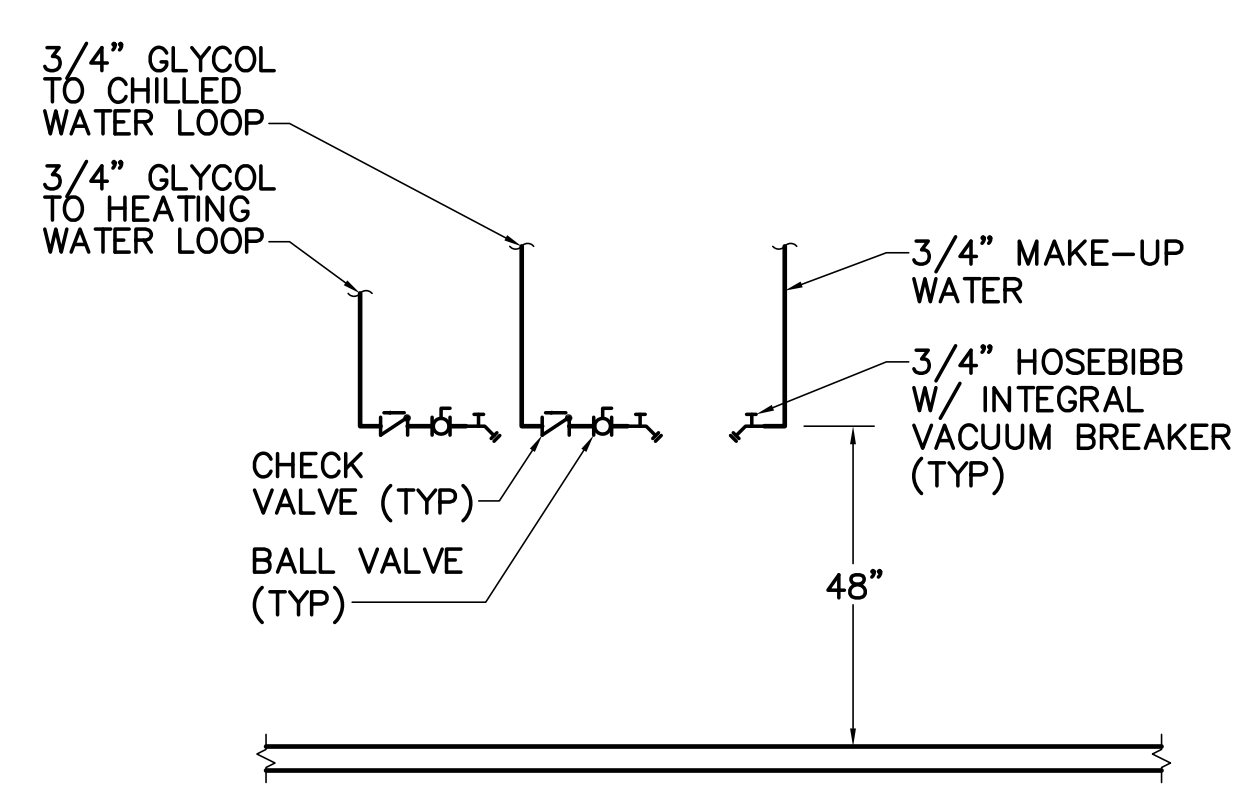 3/4” GLYCOL
TO CHILLED
WATER LOOP
3/4” GLYCOL
TO HEATING
WATER LOOP
3/4” MAKE-UP
WATER
3/4” HOSEBIBB
W/ INTEGRAL
VACUUM BREAKER
(TYP)
CHECK
VALVE (TYP)
BALL VALVE
(TYP)
48”